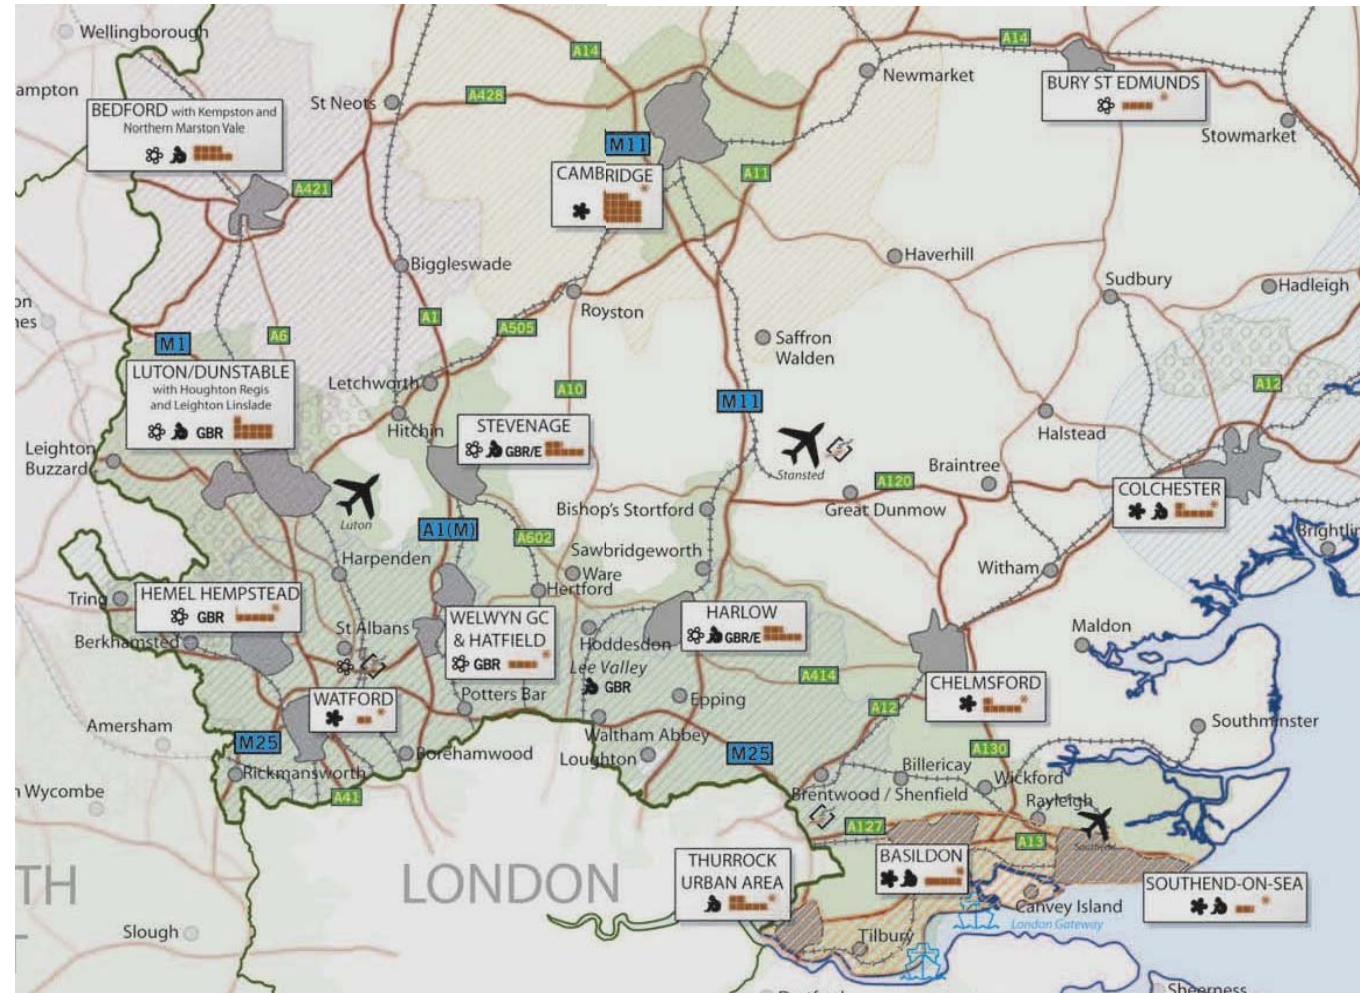 Wellingborough
ampton
BEDFORD with Kempston and
Northern Marston Vale
St Neots
A428
A14
A14
Newmarket
BURY ST EDMUNDS
Stowmarket
M11
CAMBRIDGE
A11
A421
Biggleswade
Haverhill
Sudbury
Hadleigh
on
nes
M1
A6
A1
A505
Royston
Saffron
Walden
LUTON/DUNSTABLE
with Houghton Regis
and Leighton Linslade
GBR
Letchworth
A10
M11
A12
Hitchin
STEVENAGE
GBR/E
Halstead
Leighton
Buzzard
Luton
Stansted
Braintree
A120
Great Dunmow
COLCHESTER
Bishop's Stortford
A1(M)
A602
Brightlin
Harpenden
Sawbridgeworth
Ware
Hertford
Witham
Tring
HEMEL HEMPSTEAD
GBR
WELWYN GC
& HATFIELD
GBR
HARLOW
GBR/E
Berkhamsted
St Albans
Hoddesdon
Maldon
Lee Valley
GBR
A414
CHELMSFORD
WATFORD
Potters Bar
Epping
A12
Amersham
M25
Waltham Abbey
M25
A130
Southminster
Borehamwood
Loughton
Billericay
Rickmansworth
Wickford
n Wycombe
A41
Brentwood / Shenfield
Rayleigh
A127
A13
Southend
TH
LONDON
THURROCK
URBAN AREA
BASILDON
SOUTHEND-ON-SEA
Canvey Island
London Gateway
Slough
Tilbury
Sheerness